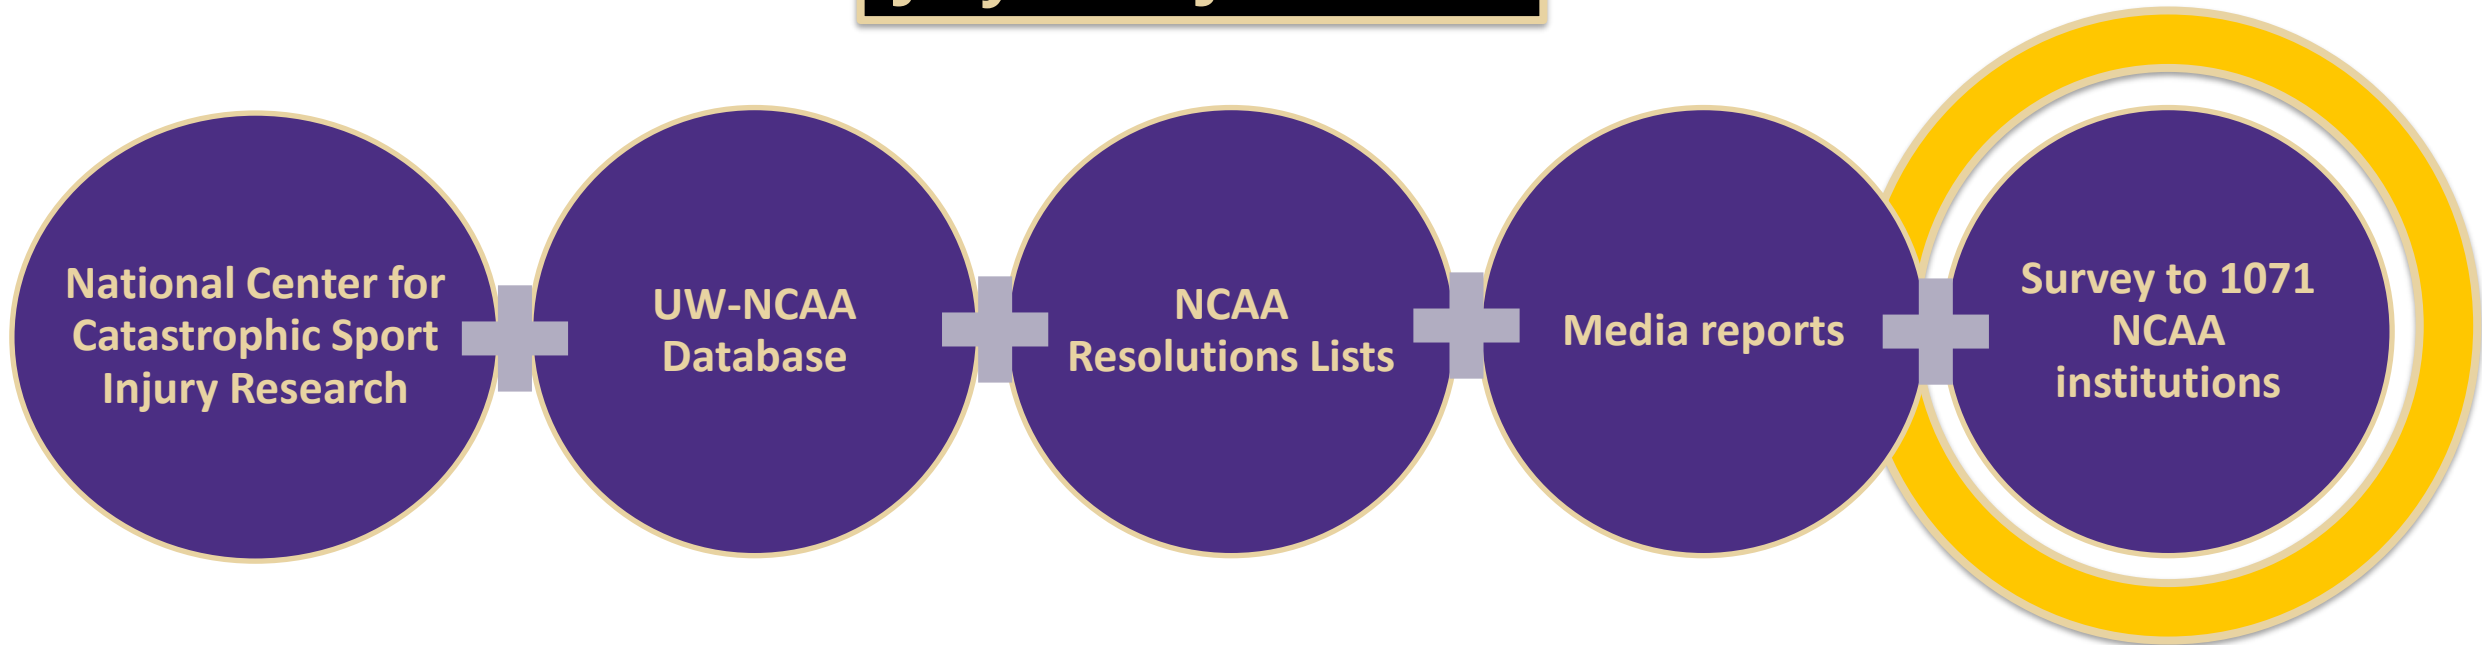 National Center for
Catastrophic Sport
Injury Research
UW-NCAA
Database
NCAA
Resolutions Lists
Media reports
Survey to 1071
NCAA
institutions